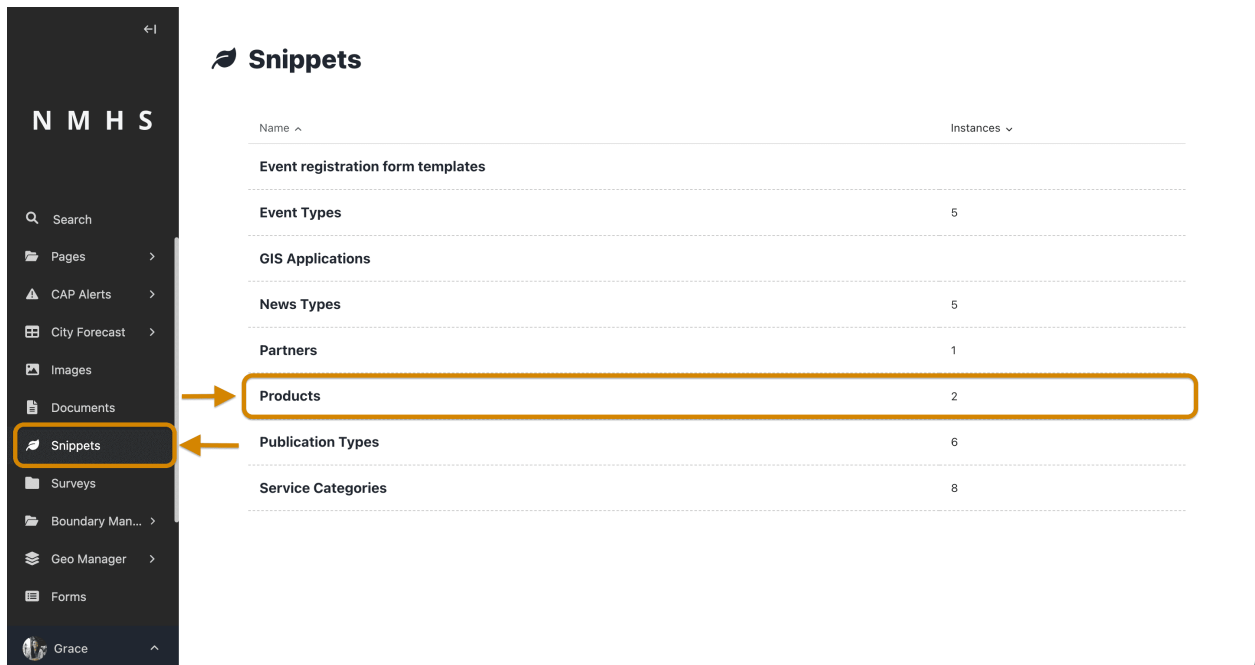 N M H S
Search
Pages
CAP Alerts
City Forecast
Images
Documents
Snippets
Surveys
Boundary Man...
Geo Manager
Forms
Grace
Snippets
Name Instances
Event registration form templates
Event Types 5
GIS Applications
News Types 5
Partners 1
Products 2
Publication Types 6
Service Categories 8